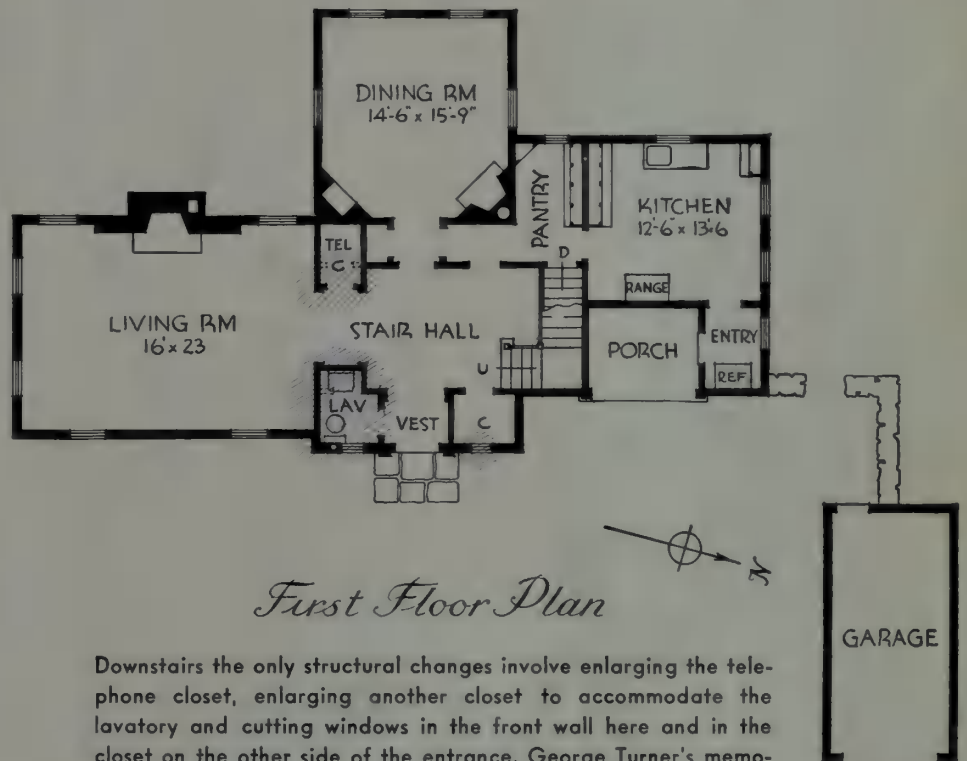 DINING RM
14'-6" x 15'-9"
PANTRY
KITCHEN
12'-6" x 13'-6
TEL
C
D
RANGE
LIVING RM
16' x 23
STAIR HALL
PORCH
ENTRY
U
REF
LAV
VEST
C
N
First Floor Plan
GARAGE
Downstairs the only structural changes involve enlarging the tele-
phone closet, enlarging another closet to accommodate the
lavatory and cutting windows in the front wall here and in the
closet on the other side of the entrance. George Turner's memo-